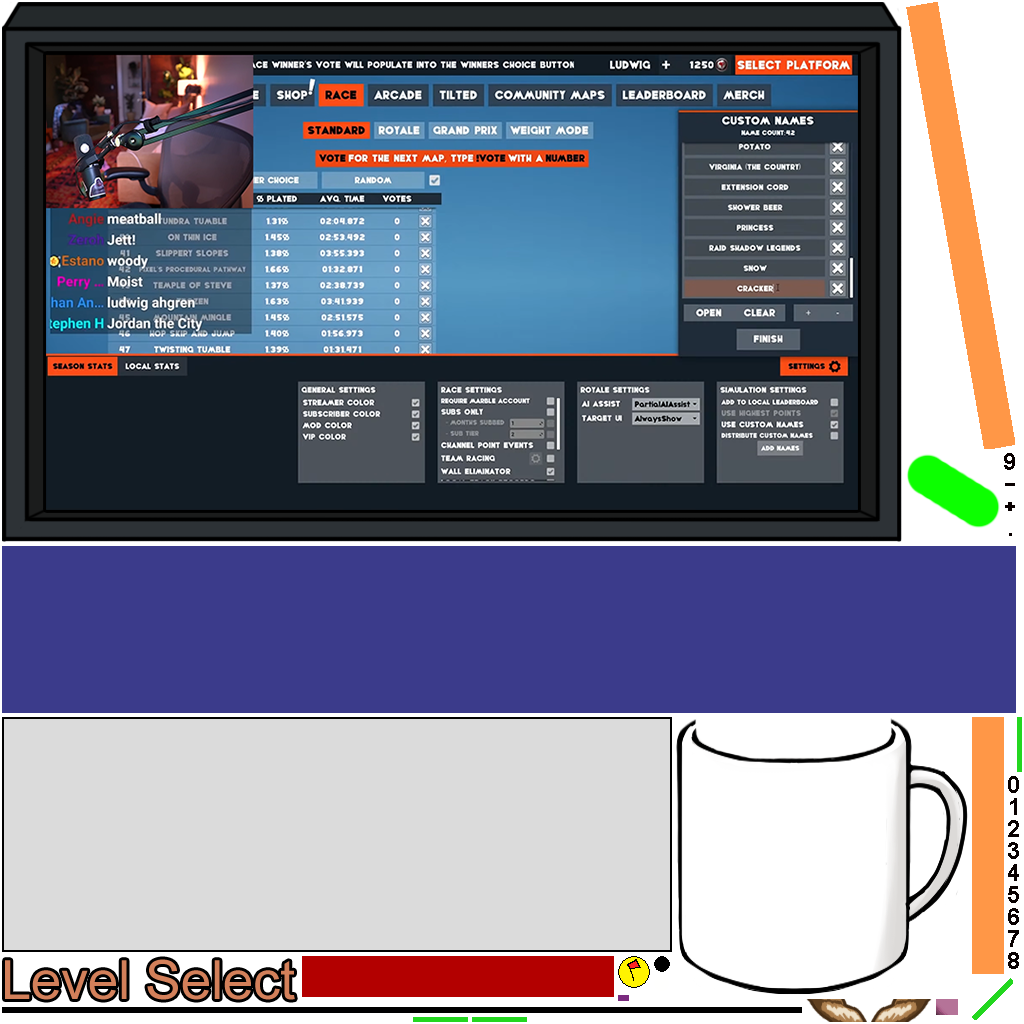 ACE WINNER'S VOTE WILL POPULATE INTO THE WINNERS CHOICE BUTTON
LUDWIG + 1250 SELECT PLATFORM
E SHOP! RACE ARCADE TILTED COMMUNITY MAPS LEADERBOARD MERCH
STANDARD ROYALE GRAND PRIX WEIGHT MODE
VOTE FOR THE NEXT MAP, TYPE !VOTE WITH A NUMBER
ER CHOICE RANDOM
% PLAYED AVG. TIME VOTES
UNDRA TUMBLE 1.31% 02:04.872 0
ON THIN ICE 1.45% 02:53.492 0
41 SLIPPERY SLOPES 1.38% 03:55.393 0
42 PIXEL'S PROCEDURAL PATHWAY 1.66% 01:32.871 0
TEMPLE OF STEVE 1.37% 02:38.739 0
1.63% 03:41.939 0
45 MOUNTAIN MINGLE 1.45% 02:51.575 0
46 HOP SKIP AND JUMP 1.40% 01:56.973 0
47 TWISTING TUMBLE 1.39% 01:31.471 0
Angie meatball
Jett!
Estano woody
Perry ... Moist
han An... ludwig ahgren
tephen H Jordan the City
CUSTOM NAMES
NAME COUNT:42
POTATO
VIRGINIA (THE COUNTRY)
EXTENSION CORD
SHOWER BEER
PRINCESS
RAID SHADOW LEGENDS
SNOW
CRACKER
OPEN CLEAR + -
FINISH
SEASON STATS LOCAL STATS
SETTINGS
GENERAL SETTINGS
STREAMER COLOR
SUBSCRIBER COLOR
MOD COLOR
VIP COLOR
RACE SETTINGS
REQUIRE MARBLE ACCOUNT
SUBS ONLY
- MONTHS SUBBED 1
- SUB TIER
CHANNEL POINT EVENTS
TEAM RACING
WALL ELIMINATOR
ROYALE SETTINGS
AI ASSIST PartialAIAssist
TARGET UI AlwaysShow
SIMULATION SETTINGS
ADD TO LOCAL LEADERBOARD
USE HIGHEST POINTS
USE CUSTOM NAMES
DISTRIBUTE CUSTOM NAMES
ADD NAMES
9
-
+
.
0
1
2
3
4
5
6
7
8
Level Select